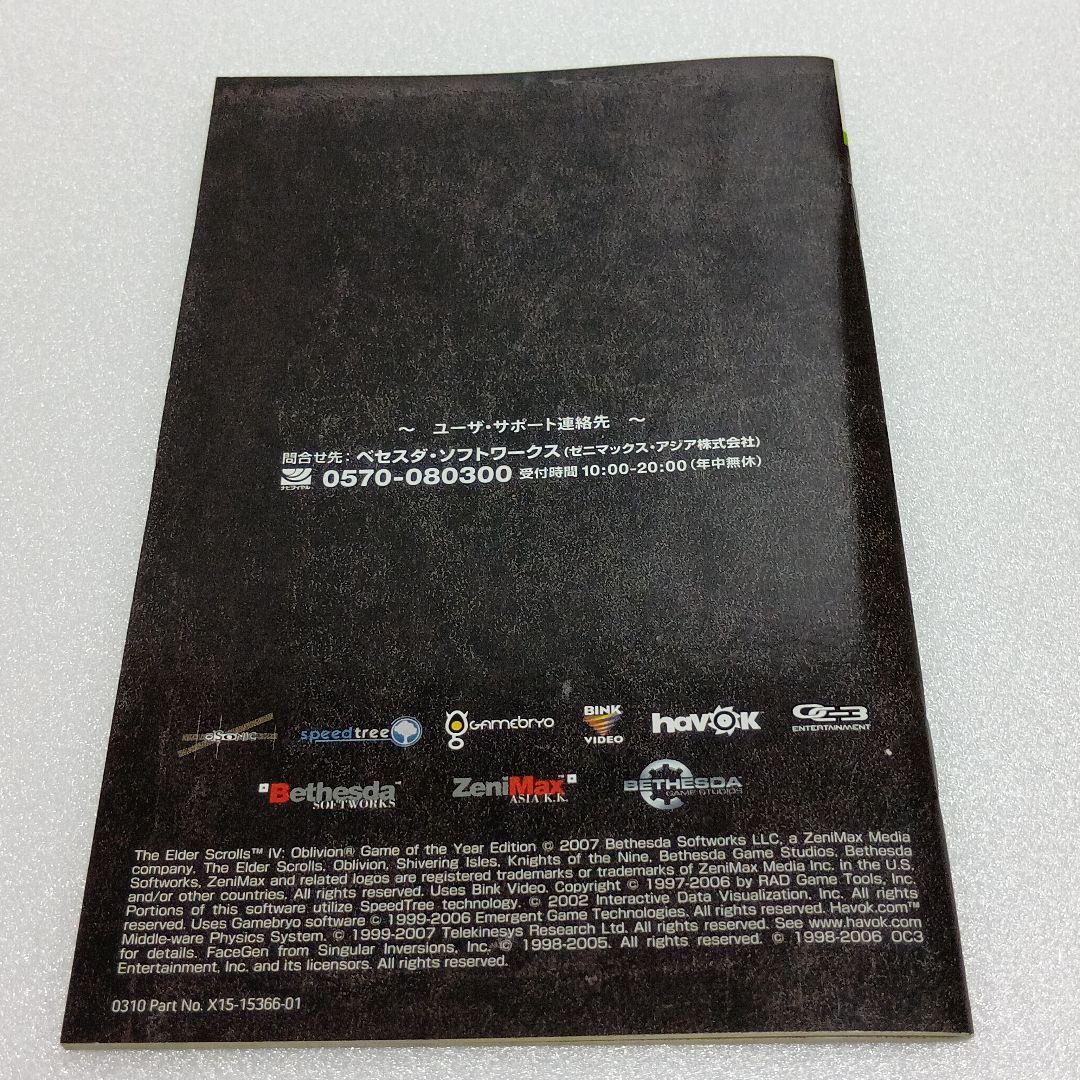 ～ ユーザ・サポート連絡先 ～
問合せ先：ベセスダ・ソフトワークス（ゼニマックス・アジア株式会社）
ナビダイヤル 0570-080300 受付時間 10:00-20:00（年中無休）
speedtree GAMEBRYO BINK VIDEO havok OC3 ENTERTAINMENT
Bethesda SOFTWORKS ZeniMax ASIA K.K. BETHESDA GAME STUDIOS
The Elder Scrolls™ IV: Oblivion® Game of the Year Edition © 2007 Bethesda Softworks LLC, a ZeniMax Media
company. The Elder Scrolls, Oblivion, Shivering Isles, Knights of the Nine, Bethesda Game Studios, Bethesda
Softworks, ZeniMax and related logos are registered trademarks or trademarks of ZeniMax Media Inc. in the U.S.
and/or other countries. All rights reserved. Uses Bink Video. Copyright © 1997-2006 by RAD Game Tools, Inc.
Portions of this software utilize SpeedTree technology. © 2002 Interactive Data Visualization, Inc. All rights
reserved. Uses Gamebryo software © 1999-2006 Emergent Game Technologies. All rights reserved. Havok.com™
Middle-ware Physics System. © 1999-2007 Telekinesys Research Ltd. All rights reserved. See www.havok.com
for details. FaceGen from Singular Inversions, Inc. © 1998-2005. All rights reserved. © 1998-2006 OC3
Entertainment, Inc. and its licensors. All rights reserved.
0310 Part No. X15-15366-01